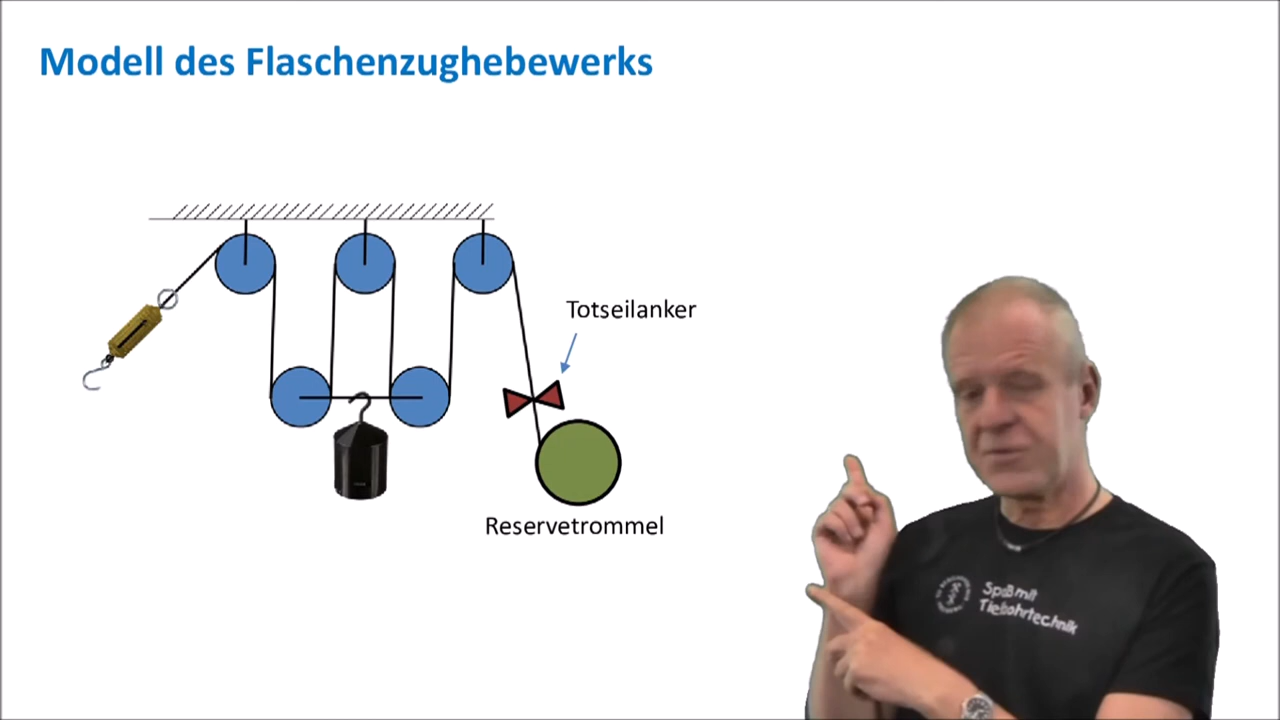 Modell des Flaschenzughebewerks
Totseilanker
Reservetrommel
Spaß mit
Tiefbohrtechnik